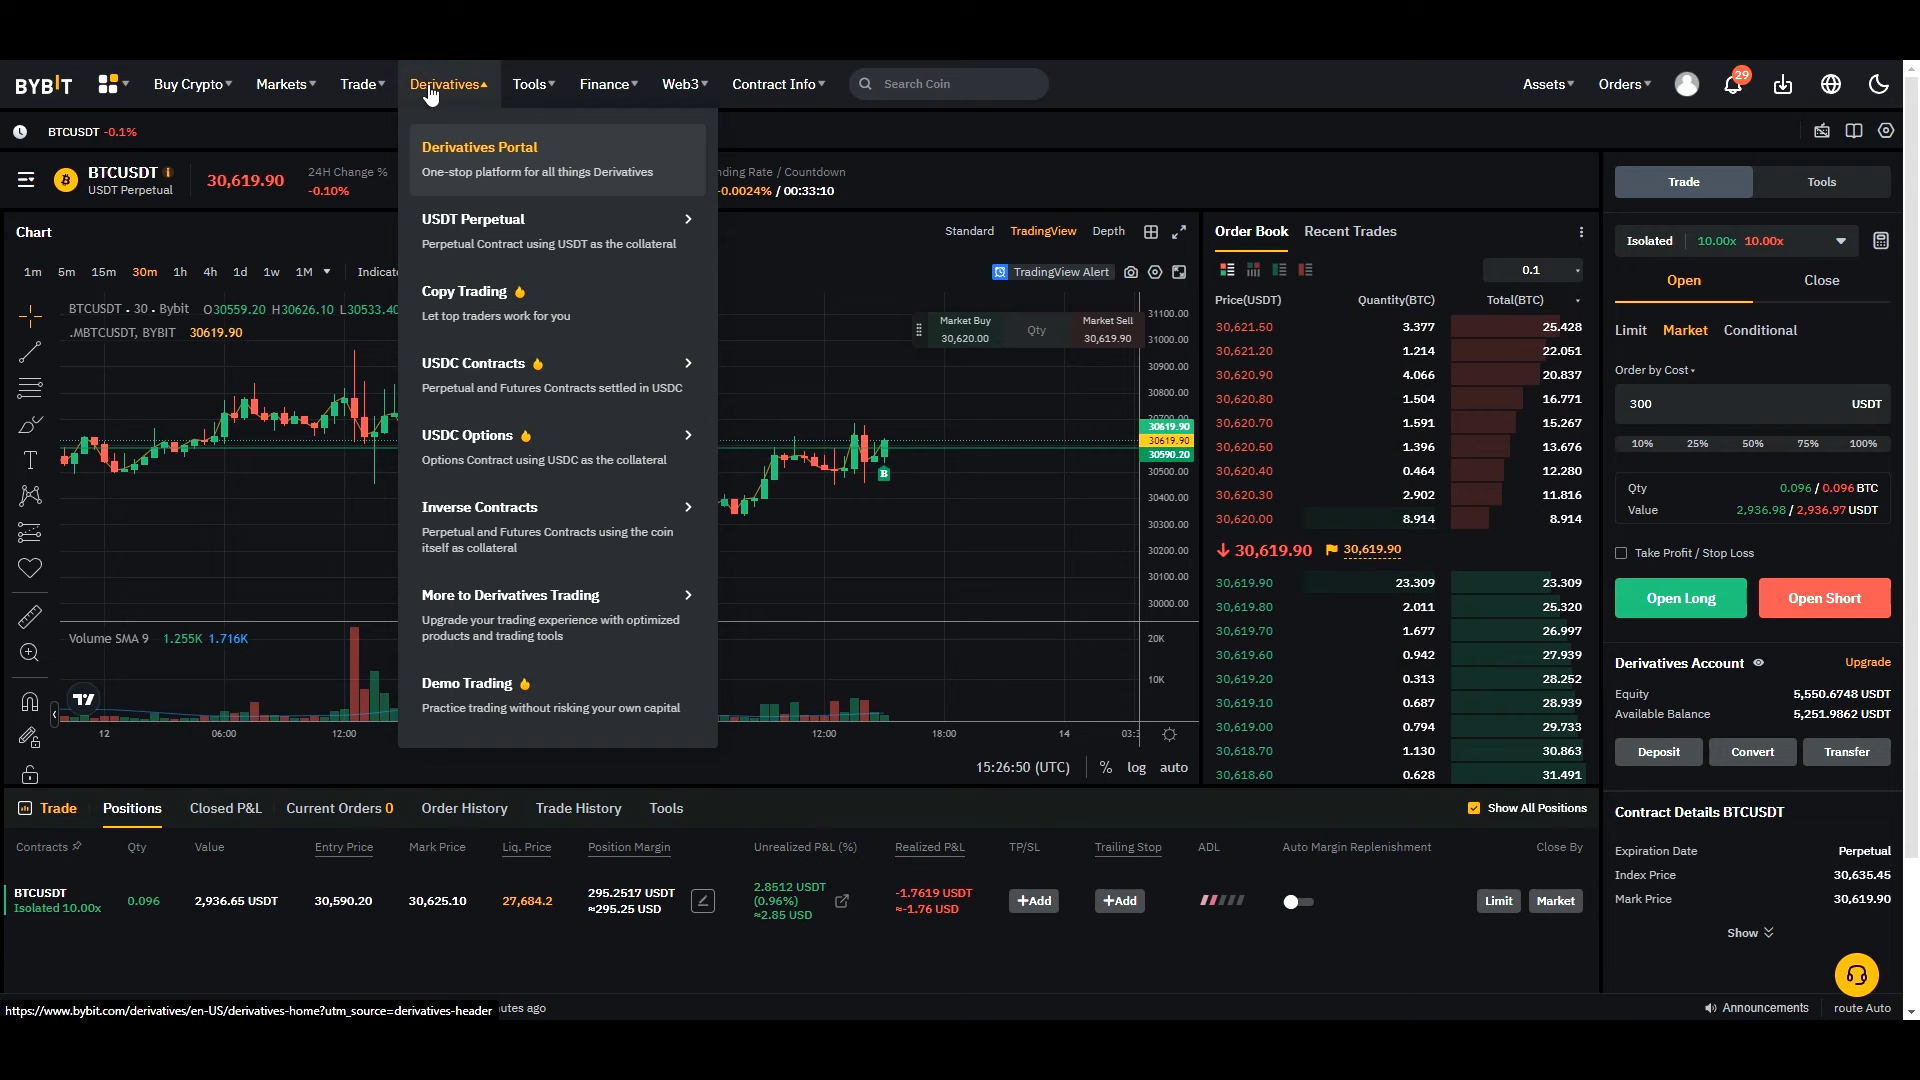 BYBIT
Buy Crypto
Markets
Trade
Derivatives
Tools
Finance
Web3
Contract Info
Search Coin
Assets
Orders
29
BTCUSDT -0.1%
BTCUSDT
USDT Perpetual
30,619.90
24H Change %
-0.10%
nding Rate / Countdown
-0.0024% / 00:33:10
Derivatives Portal
One-stop platform for all things Derivatives
USDT Perpetual
Perpetual Contract using USDT as the collateral
Copy Trading
Let top traders work for you
USDC Contracts
Perpetual and Futures Contracts settled in USDC
USDC Options
Options Contract using USDC as the collateral
Inverse Contracts
Perpetual and Futures Contracts using the coin
itself as collateral
More to Derivatives Trading
Upgrade your trading experience with optimized
products and trading tools
Demo Trading
Practice trading without risking your own capital
Chart
Standard
TradingView
Depth
1m 5m 15m 30m 1h 4h 1d 1w 1M
Indicat
TradingView Alert
BTCUSDT · 30 · Bybit O30559.20 H30626.10 L30533.40
.MBTCUSDT, BYBIT 30619.90
Market Buy
30,620.00
Qty
Market Sell
30,619.90
31100.00
31000.00
30900.00
30800.00
30700.00
30619.90
30619.90
30590.20
30500.00
30400.00
30300.00
30200.00
30100.00
30000.00
B
Volume SMA 9 1.255K 1.716K
20K
10K
12 06:00 12:00 12:00 18:00 14 03:3
15:26:50 (UTC) % log auto
Order Book
Recent Trades
0.1
Price(USDT) Quantity(BTC) Total(BTC)
30,621.50 3.377 25.428
30,621.20 1.214 22.051
30,620.90 4.066 20.837
30,620.80 1.504 16.771
30,620.70 1.591 15.267
30,620.50 1.396 13.676
30,620.40 0.464 12.280
30,620.30 2.902 11.816
30,620.00 8.914 8.914
30,619.90 30,619.90
30,619.90 23.309 23.309
30,619.80 2.011 25.320
30,619.70 1.677 26.997
30,619.60 0.942 27.939
30,619.20 0.313 28.252
30,619.10 0.687 28.939
30,619.00 0.794 29.733
30,618.70 1.130 30.863
30,618.60 0.628 31.491
Trade
Tools
Isolated 10.00x 10.00x
Open
Close
Limit Market Conditional
Order by Cost
300 USDT
10% 25% 50% 75% 100%
Qty 0.096 / 0.096 BTC
Value 2,936.98 / 2,936.97 USDT
Take Profit / Stop Loss
Open Long
Open Short
Derivatives Account
Upgrade
Equity 5,550.6748 USDT
Available Balance 5,251.9862 USDT
Deposit
Convert
Transfer
Contract Details BTCUSDT
Expiration Date Perpetual
Index Price 30,635.45
Mark Price 30,619.90
Show
Trade
Positions
Closed P&L
Current Orders 0
Order History
Trade History
Tools
Show All Positions
Contracts Qty Value Entry Price Mark Price Liq. Price Position Margin Unrealized P&L (%) Realized P&L TP/SL Trailing Stop ADL Auto Margin Replenishment Close By
BTCUSDT
Isolated 10.00x
0.096
2,936.65 USDT
30,590.20
30,625.10
27,684.2
295.2517 USDT
≈295.25 USD
2.8512 USDT
(0.96%)
≈2.85 USD
-1.7619 USDT
≈-1.76 USD
+Add
+Add
Limit
Market
https://www.bybit.com/derivatives/en-US/derivatives-home?utm_source=derivatives-header
utes ago
Announcements
route Auto